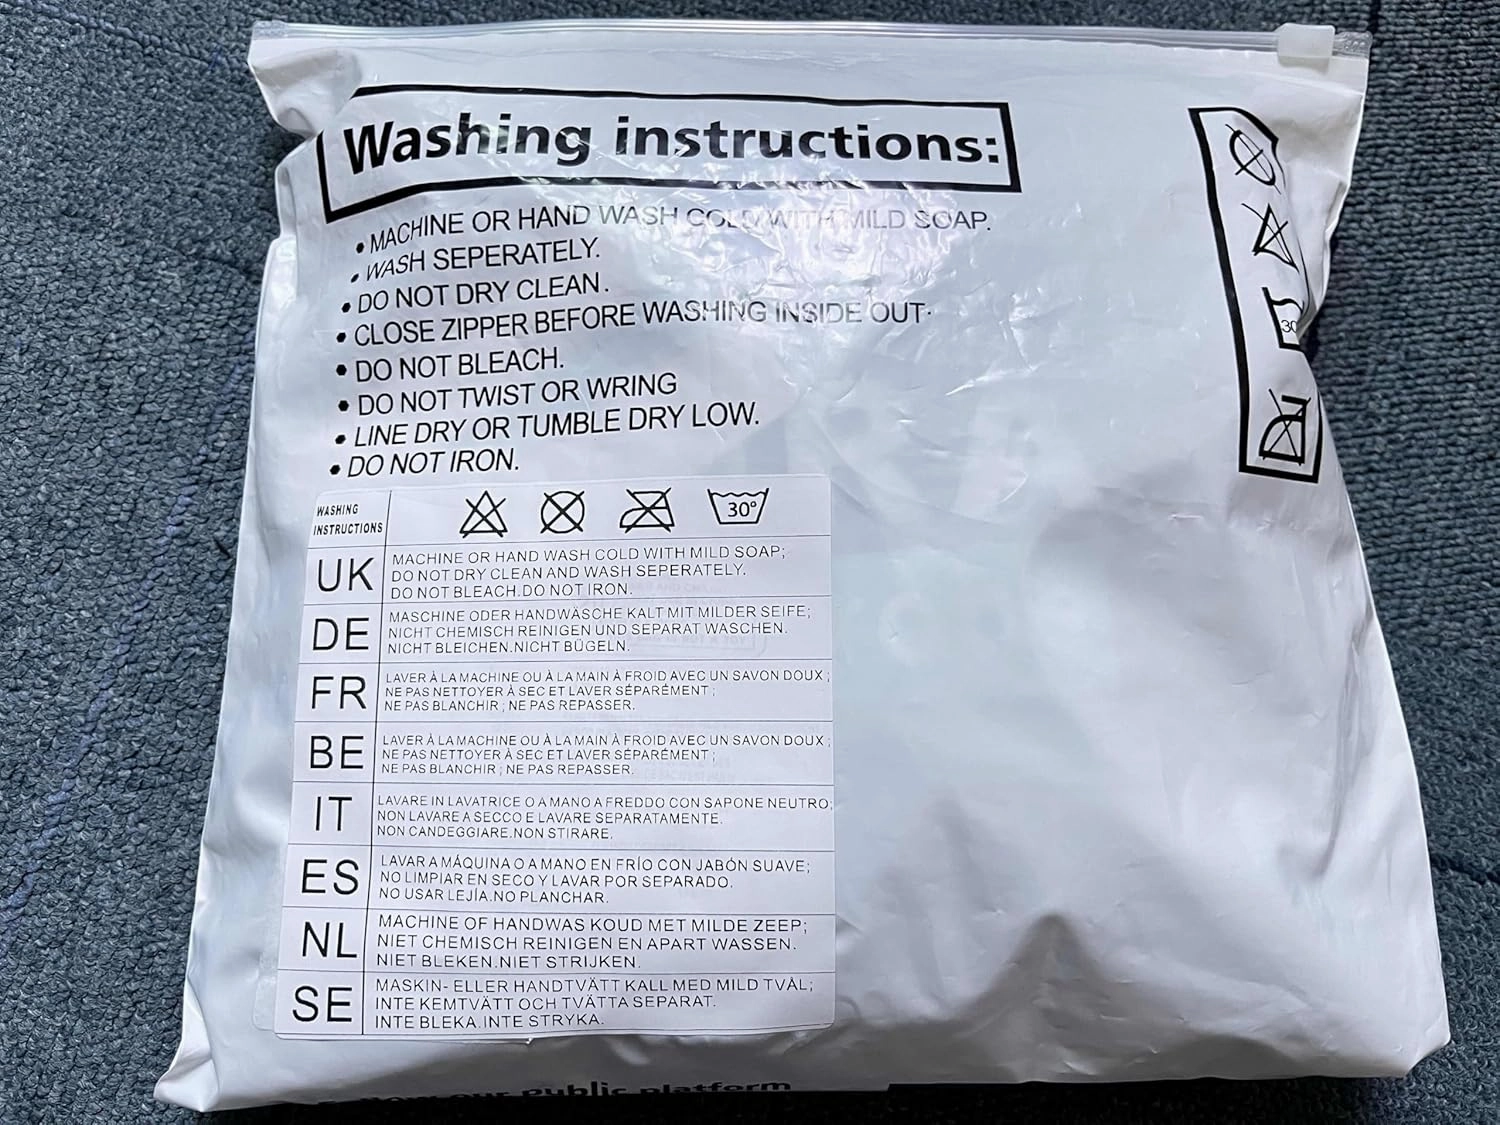 Washing instructions:
• MACHINE OR HAND WASH COLD WITH MILD SOAP.
• WASH SEPERATELY.
• DO NOT DRY CLEAN.
• CLOSE ZIPPER BEFORE WASHING INSIDE OUT.
• DO NOT BLEACH.
• DO NOT TWIST OR WRING
• LINE DRY OR TUMBLE DRY LOW.
• DO NOT IRON.
30
WASHING
INSTRUCTIONS
30°
UK
MACHINE OR HAND WASH COLD WITH MILD SOAP;
DO NOT DRY CLEAN AND WASH SEPERATELY.
DO NOT BLEACH.DO NOT IRON.
DE
MASCHINE ODER HANDWÄSCHE KALT MIT MILDER SEIFE;
NICHT CHEMISCH REINIGEN UND SEPARAT WASCHEN.
NICHT BLEICHEN.NICHT BÜGELN.
FR
LAVER À LA MACHINE OU À LA MAIN À FROID AVEC UN SAVON DOUX ;
NE PAS NETTOYER À SEC ET LAVER SÉPARÉMENT ;
NE PAS BLANCHIR ; NE PAS REPASSER.
BE
LAVER À LA MACHINE OU À LA MAIN À FROID AVEC UN SAVON DOUX ;
NE PAS NETTOYER À SEC ET LAVER SÉPARÉMENT ;
NE PAS BLANCHIR ; NE PAS REPASSER.
IT
LAVARE IN LAVATRICE O A MANO A FREDDO CON SAPONE NEUTRO;
NON LAVARE A SECCO E LAVARE SEPARATAMENTE.
NON CANDEGGIARE.NON STIRARE.
ES
LAVAR A MÁQUINA O A MANO EN FRÍO CON JABÓN SUAVE;
NO LIMPIAR EN SECO Y LAVAR POR SEPARADO.
NO USAR LEJÍA.NO PLANCHAR.
NL
MACHINE OF HANDWAS KOUD MET MILDE ZEEP;
NIET CHEMISCH REINIGEN EN APART WASSEN.
NIET BLEKEN.NIET STRIJKEN.
SE
MASKIN- ELLER HANDTVÄTT KALL MED MILD TVÅL;
INTE KEMTVÄTT OCH TVÄTTA SEPARAT.
INTE BLEKA.INTE STRYKA.
our public platform